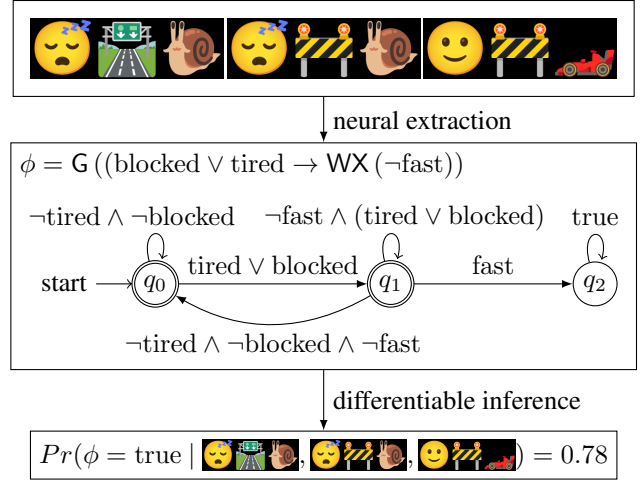 neural extraction
ϕ = G ((blocked ∨ tired → WX (¬fast))
¬tired ∧ ¬blocked
¬fast ∧ (tired ∨ blocked)
true
start
q0
tired ∨ blocked
q1
fast
q2
¬tired ∧ ¬blocked ∧ ¬fast
differentiable inference
Pr(ϕ = true | , , ) = 0.78